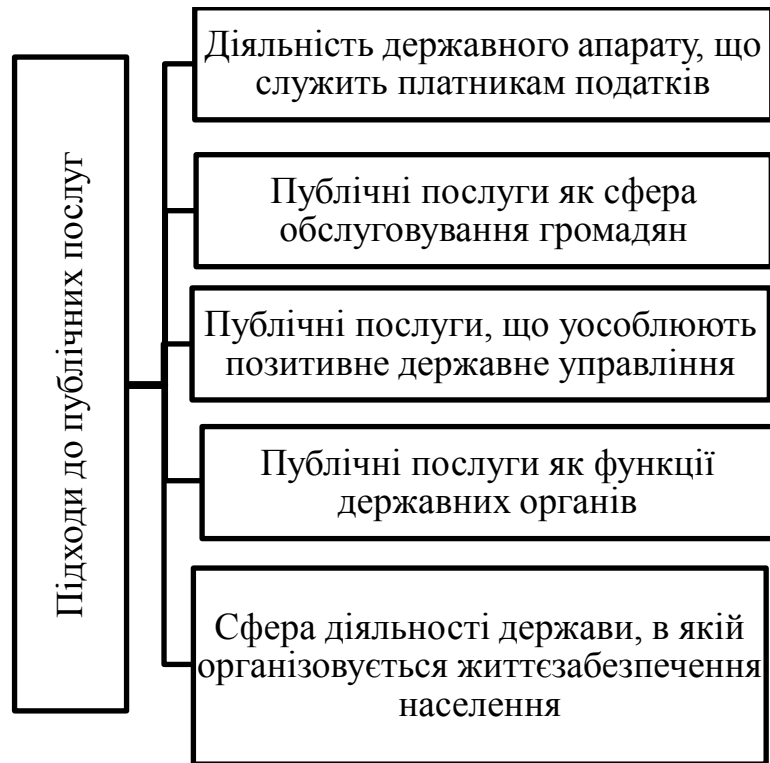 Підходи до публічних послуг
Діяльність державного апарату, що
служить платникам податків
Публічні послуги як сфера
обслуговування громадян
Публічні послуги, що уособлюють
позитивне державне управління
Публічні послуги як функції
державних органів
Сфера діяльності держави, в якій
організовується життєзабезпечення
населення